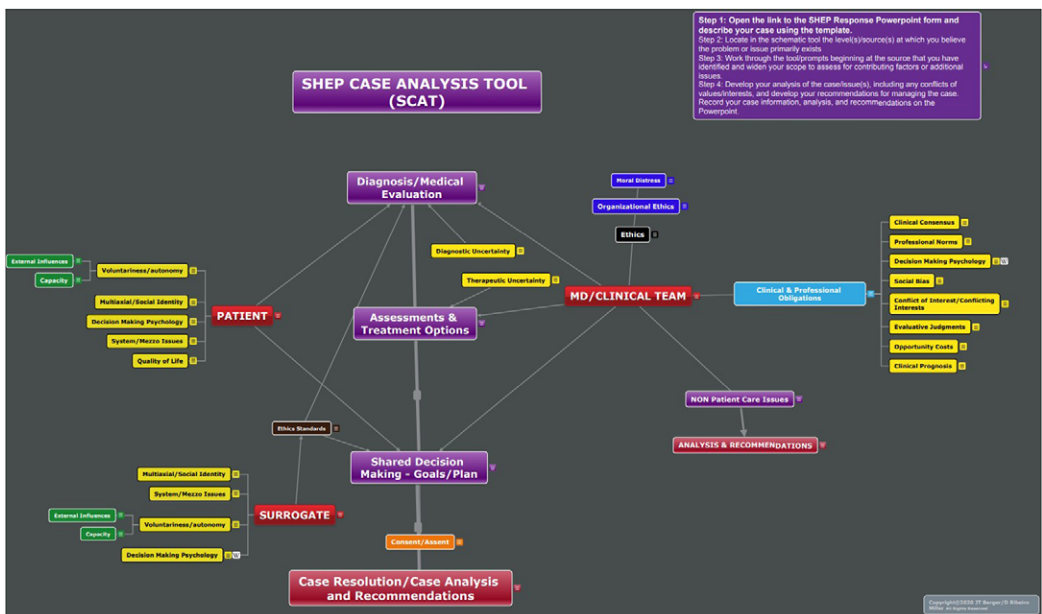 Step 1: Open the link to the SHEP Response Powerpoint form and
describe your case using the template.
Step 2: Locate in the schematic tool the level(s)/source(s) at which you believe
the problem or issue primarily exists
Step 3: Work through the tool/prompts beginning at the source that you have
identified and widen your scope to assess for contributing factors or additional
issues.
Step 4: Develop your analysis of the case/issue(s), including any conflicts of
values/interests, and develop your recommendations for managing the case.
Record your case information, analysis, and recommendations on the
Powerpoint.
SHEP CASE ANALYSIS TOOL
(SCAT)
Diagnosis/Medical
Evaluation
Moral Distress
Organizational Ethics
Ethics
Diagnostic Uncertainty
Therapeutic Uncertainty
MD/CLINICAL TEAM
Clinical & Professional
Obligations
Clinical Consensus
Professional Norms
Decision Making Psychology
Social Bias
Conflict of Interest/Conflicting
Interests
Evaluative Judgments
Opportunity Costs
Clinical Prognosis
External Influences
Capacity
Voluntariness/autonomy
Multiaxial/Social Identity
Decision Making Psychology
System/Mezzo Issues
Quality of Life
PATIENT
Assessments &
Treatment Options
NON Patient Care Issues
ANALYSIS & RECOMMENDATIONS
Ethics Standards
Shared Decision
Making - Goals/Plan
Multiaxial/Social Identity
System/Mezzo Issues
External Influences
Capacity
Voluntariness/autonomy
Decision Making Psychology
SURROGATE
Consent/Assent
Case Resolution/Case Analysis
and Recommendations
Copyright©2020 JT Berger/D Ribeiro
Miller All Rights Reserved